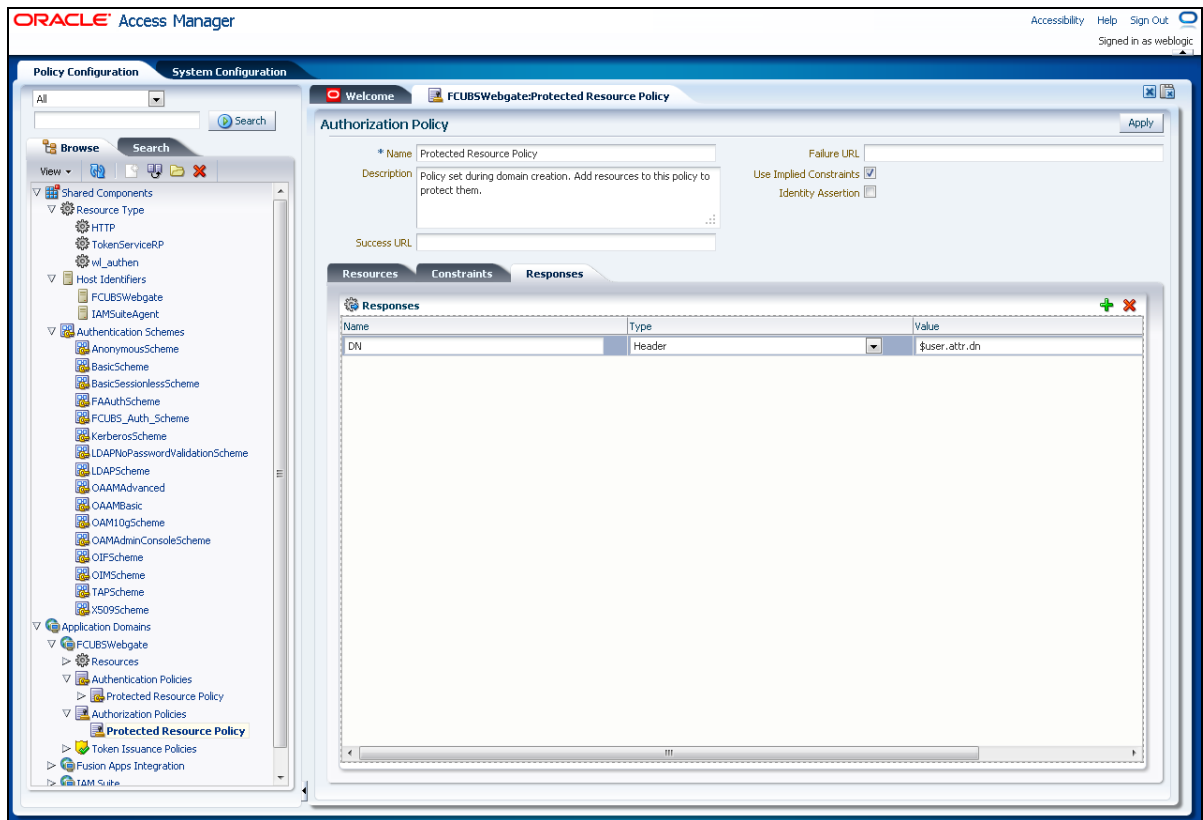 ORACLE Access Manager
Accessibility Help Sign Out
Signed in as weblogic
Policy Configuration System Configuration
All
Search
Browse Search
View
Shared Components
Resource Type
HTTP
TokenServiceRP
wl_authen
Host Identifiers
FCUBSWebgate
IAMSuiteAgent
Authentication Schemes
AnonymousScheme
BasicScheme
BasicSessionlessScheme
FAAuthScheme
FCUBS_Auth_Scheme
KerberosScheme
LDAPNoPasswordValidationScheme
LDAPScheme
OAAMAdvanced
OAAMBasic
OAM10gScheme
OAMAdminConsoleScheme
OIFScheme
OIMScheme
TAPScheme
X509Scheme
Application Domains
FCUBSWebgate
Resources
Authentication Policies
Protected Resource Policy
Authorization Policies
Protected Resource Policy
Token Issuance Policies
Fusion Apps Integration
IAM Suite
Welcome FCUBSWebgate:Protected Resource Policy
Authorization Policy Apply
* Name Protected Resource Policy
Description Policy set during domain creation. Add resources to this policy to
protect them.
Success URL
Failure URL
Use Implied Constraints
Identity Assertion
Resources Constraints Responses
Responses
Name Type Value
DN Header $user.attr.dn